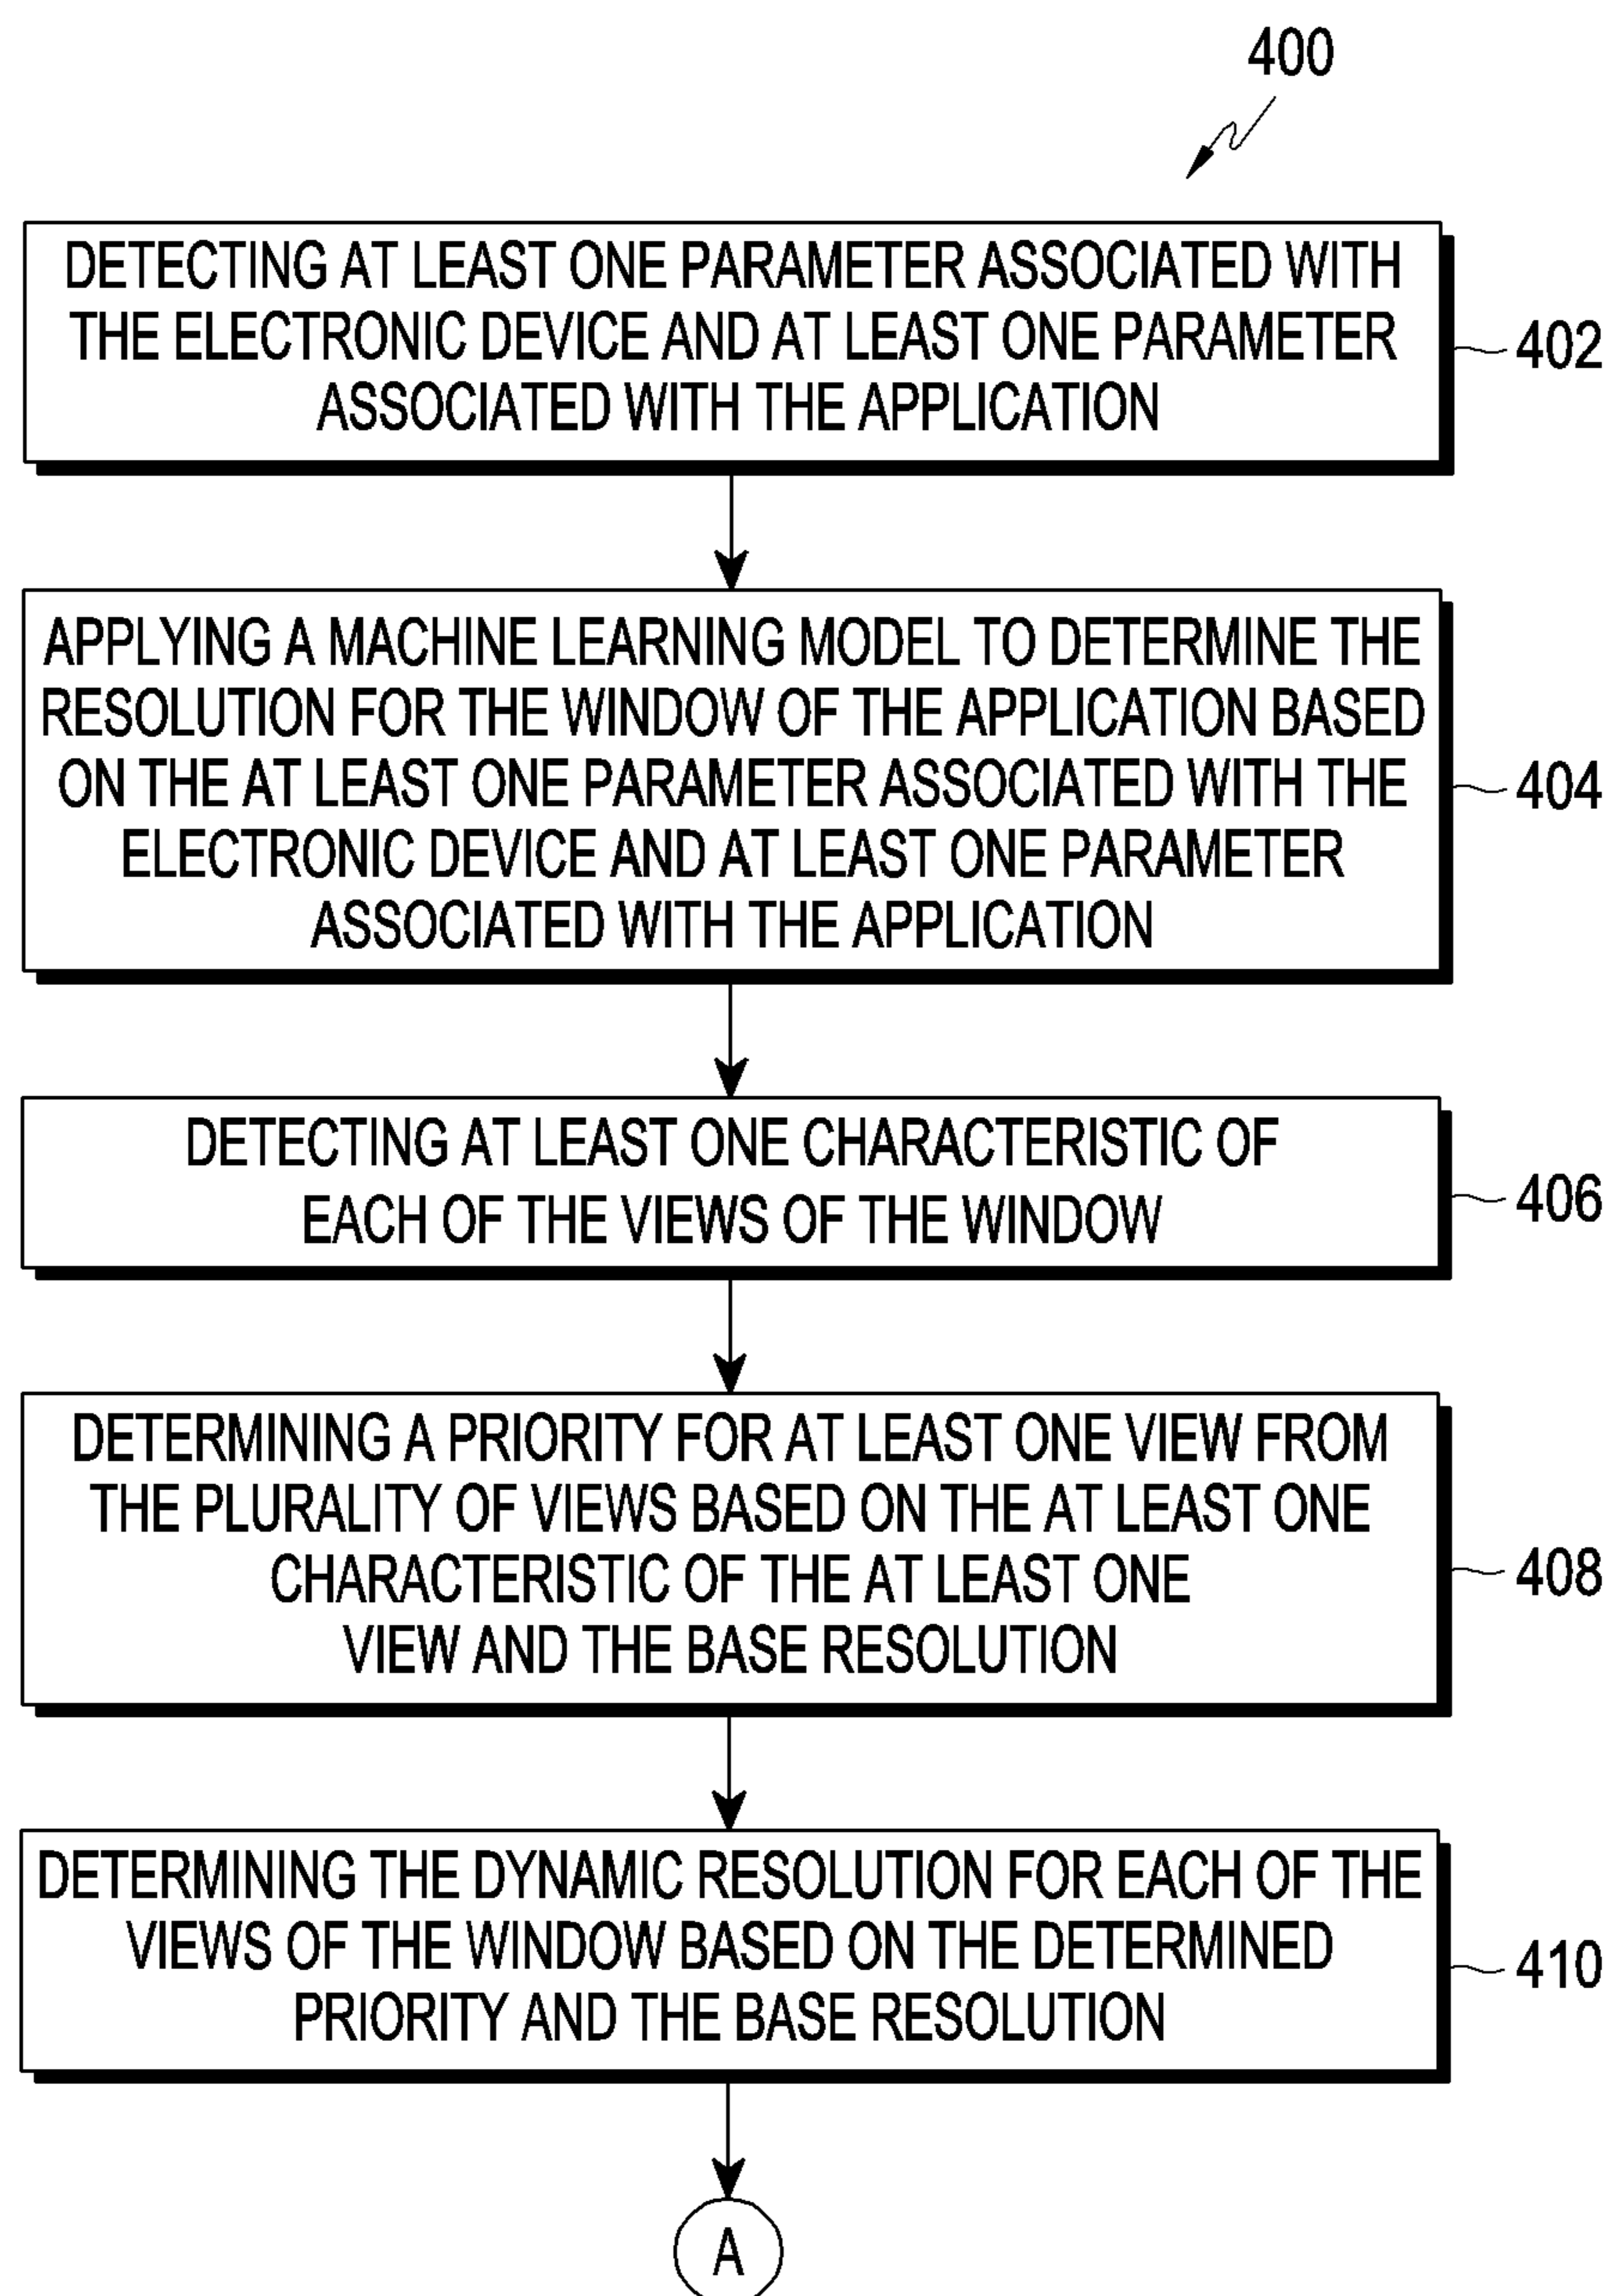 400
DETECTING AT LEAST ONE PARAMETER ASSOCIATED WITH
THE ELECTRONIC DEVICE AND AT LEAST ONE PARAMETER
ASSOCIATED WITH THE APPLICATION
402
APPLYING A MACHINE LEARNING MODEL TO DETERMINE THE
RESOLUTION FOR THE WINDOW OF THE APPLICATION BASED
ON THE AT LEAST ONE PARAMETER ASSOCIATED WITH THE
ELECTRONIC DEVICE AND AT LEAST ONE PARAMETER
ASSOCIATED WITH THE APPLICATION
404
DETECTING AT LEAST ONE CHARACTERISTIC OF
EACH OF THE VIEWS OF THE WINDOW
406
DETERMINING A PRIORITY FOR AT LEAST ONE VIEW FROM
THE PLURALITY OF VIEWS BASED ON THE AT LEAST ONE
CHARACTERISTIC OF THE AT LEAST ONE
VIEW AND THE BASE RESOLUTION
408
DETERMINING THE DYNAMIC RESOLUTION FOR EACH OF THE
VIEWS OF THE WINDOW BASED ON THE DETERMINED
PRIORITY AND THE BASE RESOLUTION
410
A